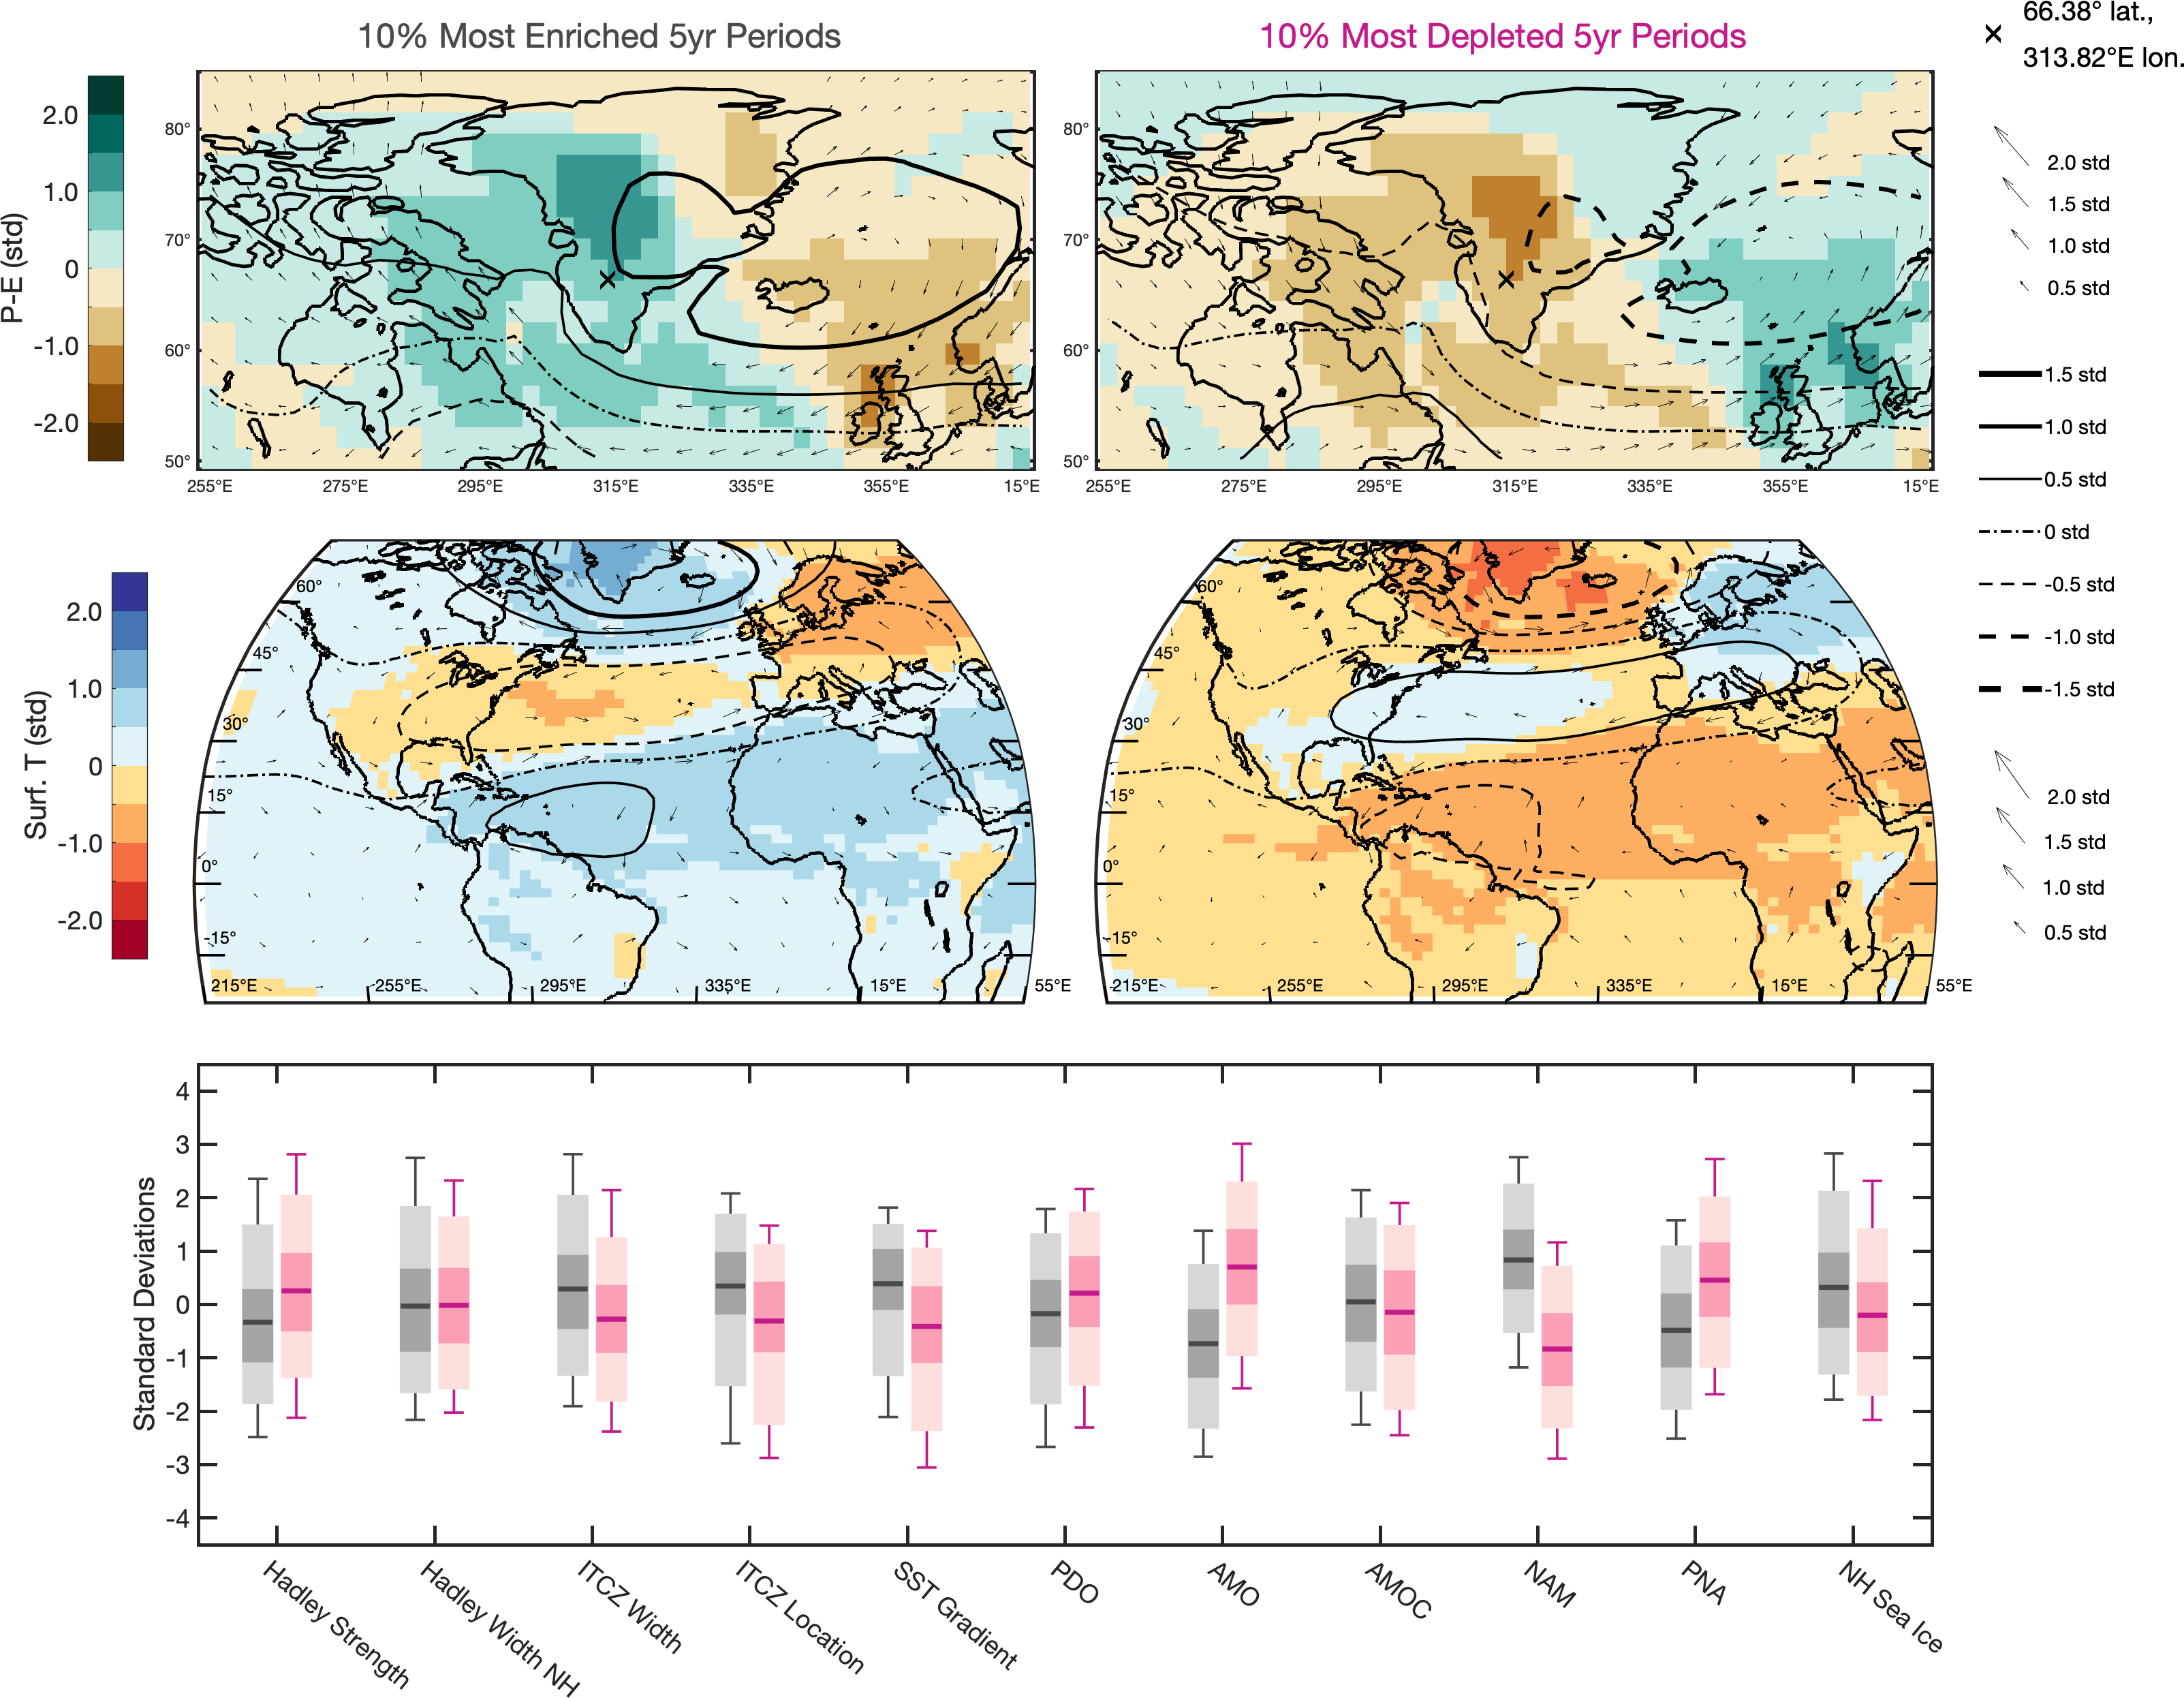 10% Most Enriched 5yr Periods
10% Most Depleted 5yr Periods
66.38° lat.,
313.82°E lon.
P-E (std)
2.0
1.0
0
-1.0
-2.0
80°
70°
60°
50°
255°E 275°E 295°E 315°E 335°E 355°E 15°E
80°
70°
60°
50°
255°E 275°E 295°E 315°E 335°E 355°E 15°E
2.0 std
1.5 std
1.0 std
0.5 std
1.5 std
1.0 std
0.5 std
0 std
-0.5 std
-1.0 std
-1.5 std
Surf. T (std)
2.0
1.0
0
-1.0
-2.0
60°
45°
30°
15°
0°
-15°
215°E 255°E 295°E 335°E 15°E 55°E
60°
45°
30°
15°
0°
-15°
215°E 255°E 295°E 335°E 15°E 55°E
2.0 std
1.5 std
1.0 std
0.5 std
Standard Deviations
4
3
2
1
0
-1
-2
-3
-4
Hadley Strength
Hadley Width NH
ITCZ Width
ITCZ Location
SST Gradient
PDO
AMO
AMOC
NAM
PNA
NH Sea Ice